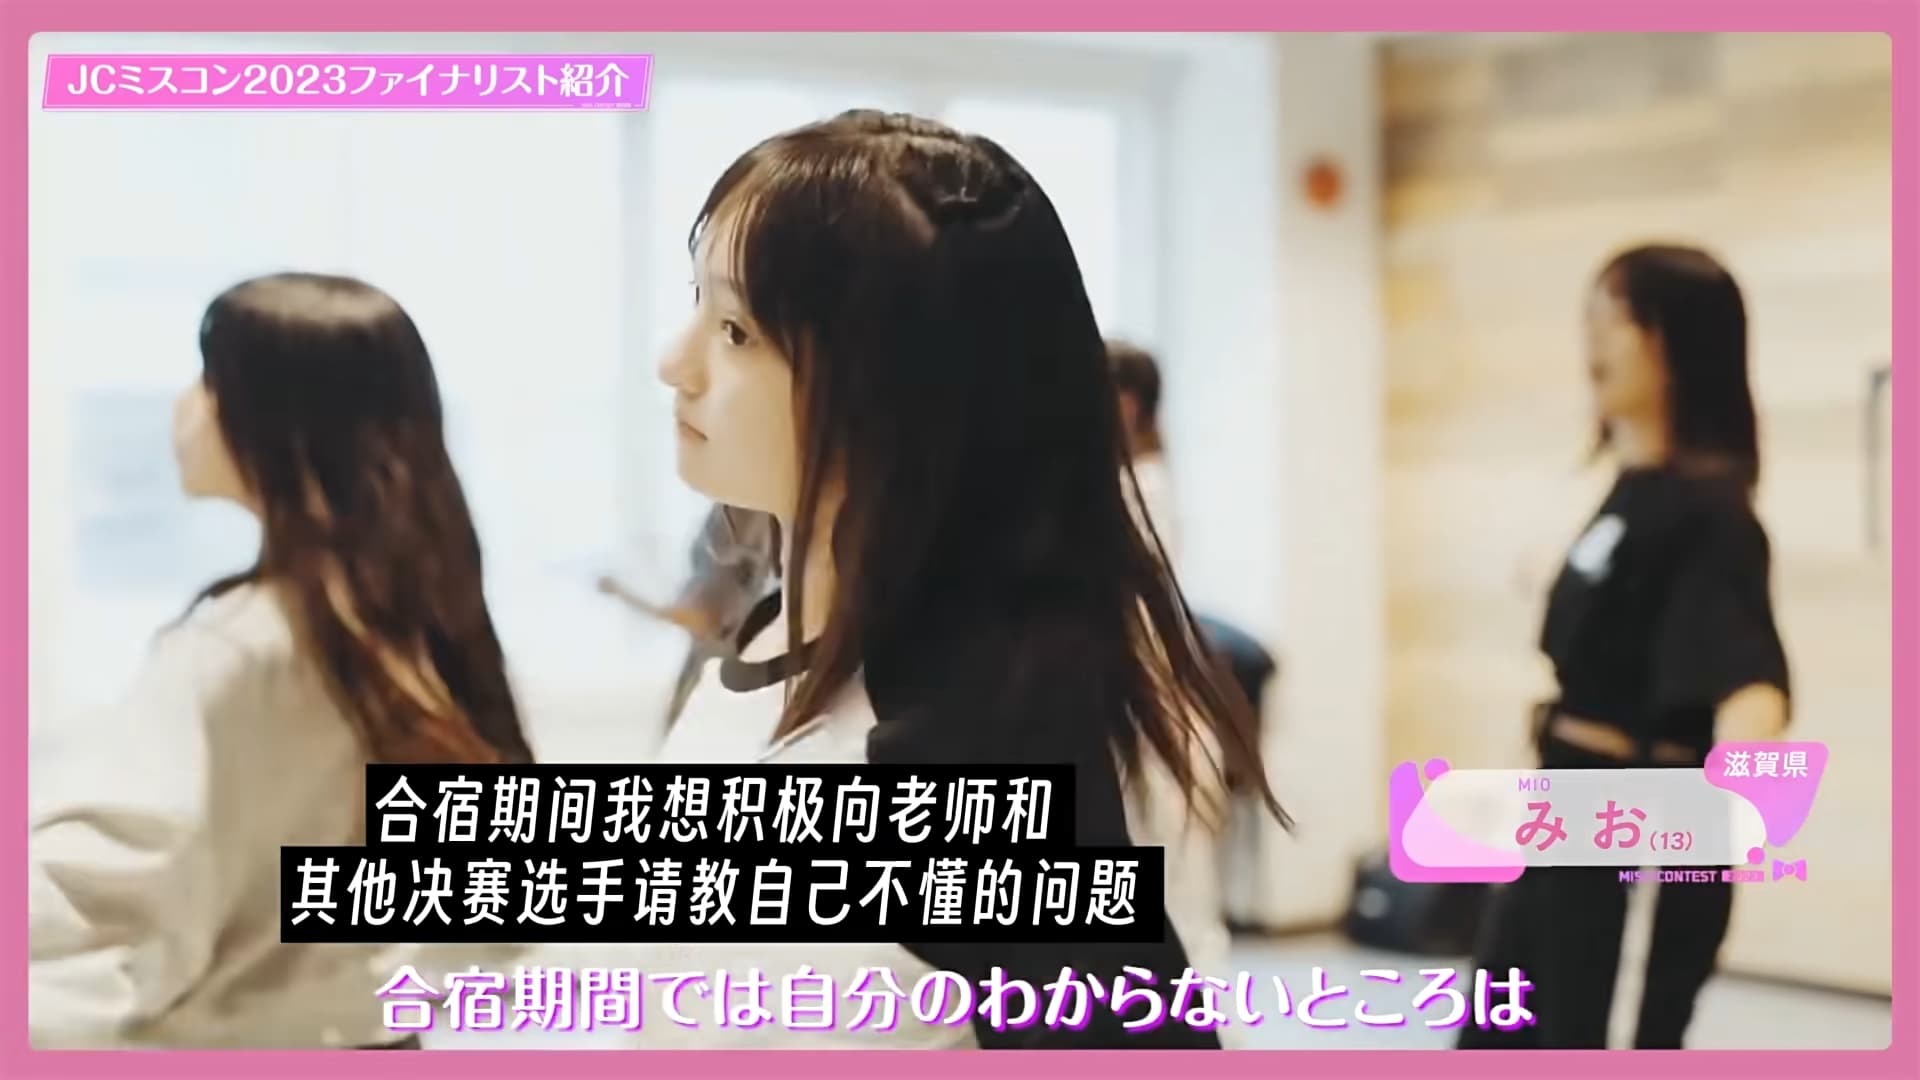 JCミスコン2023ファイナリスト紹介
滋賀県
MIO
みお(13)
MISS CONTEST 2023
合宿期间我想积极向老师和
其他决赛选手请教自己不懂的问题
合宿期間では自分のわからないところは